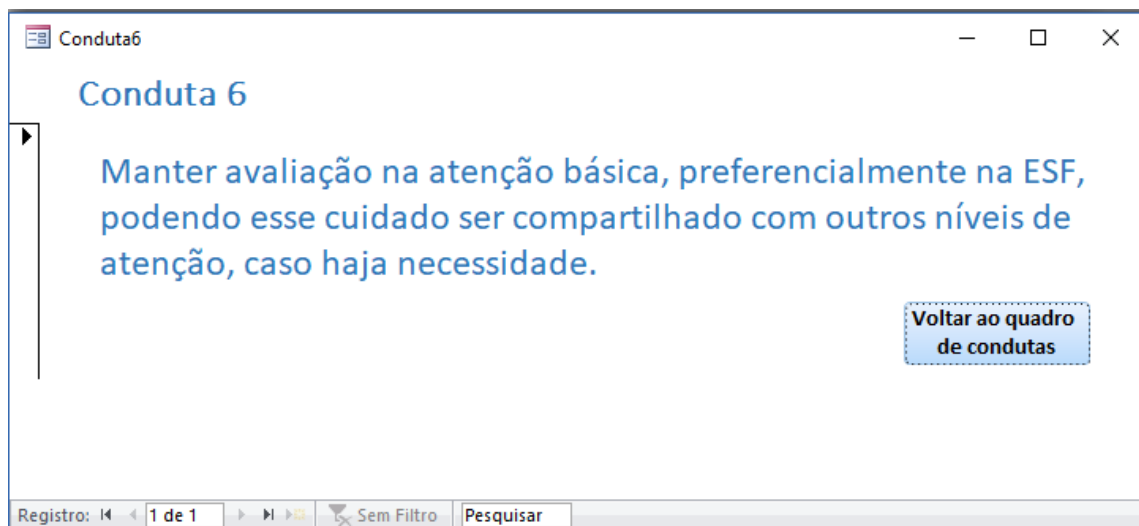 Conduta6
Conduta 6
Manter avaliação na atenção básica, preferencialmente na ESF,
podendo esse cuidado ser compartilhado com outros níveis de
atenção, caso haja necessidade.
Voltar ao quadro
de condutas
Registro: 1 de 1 Sem Filtro Pesquisar